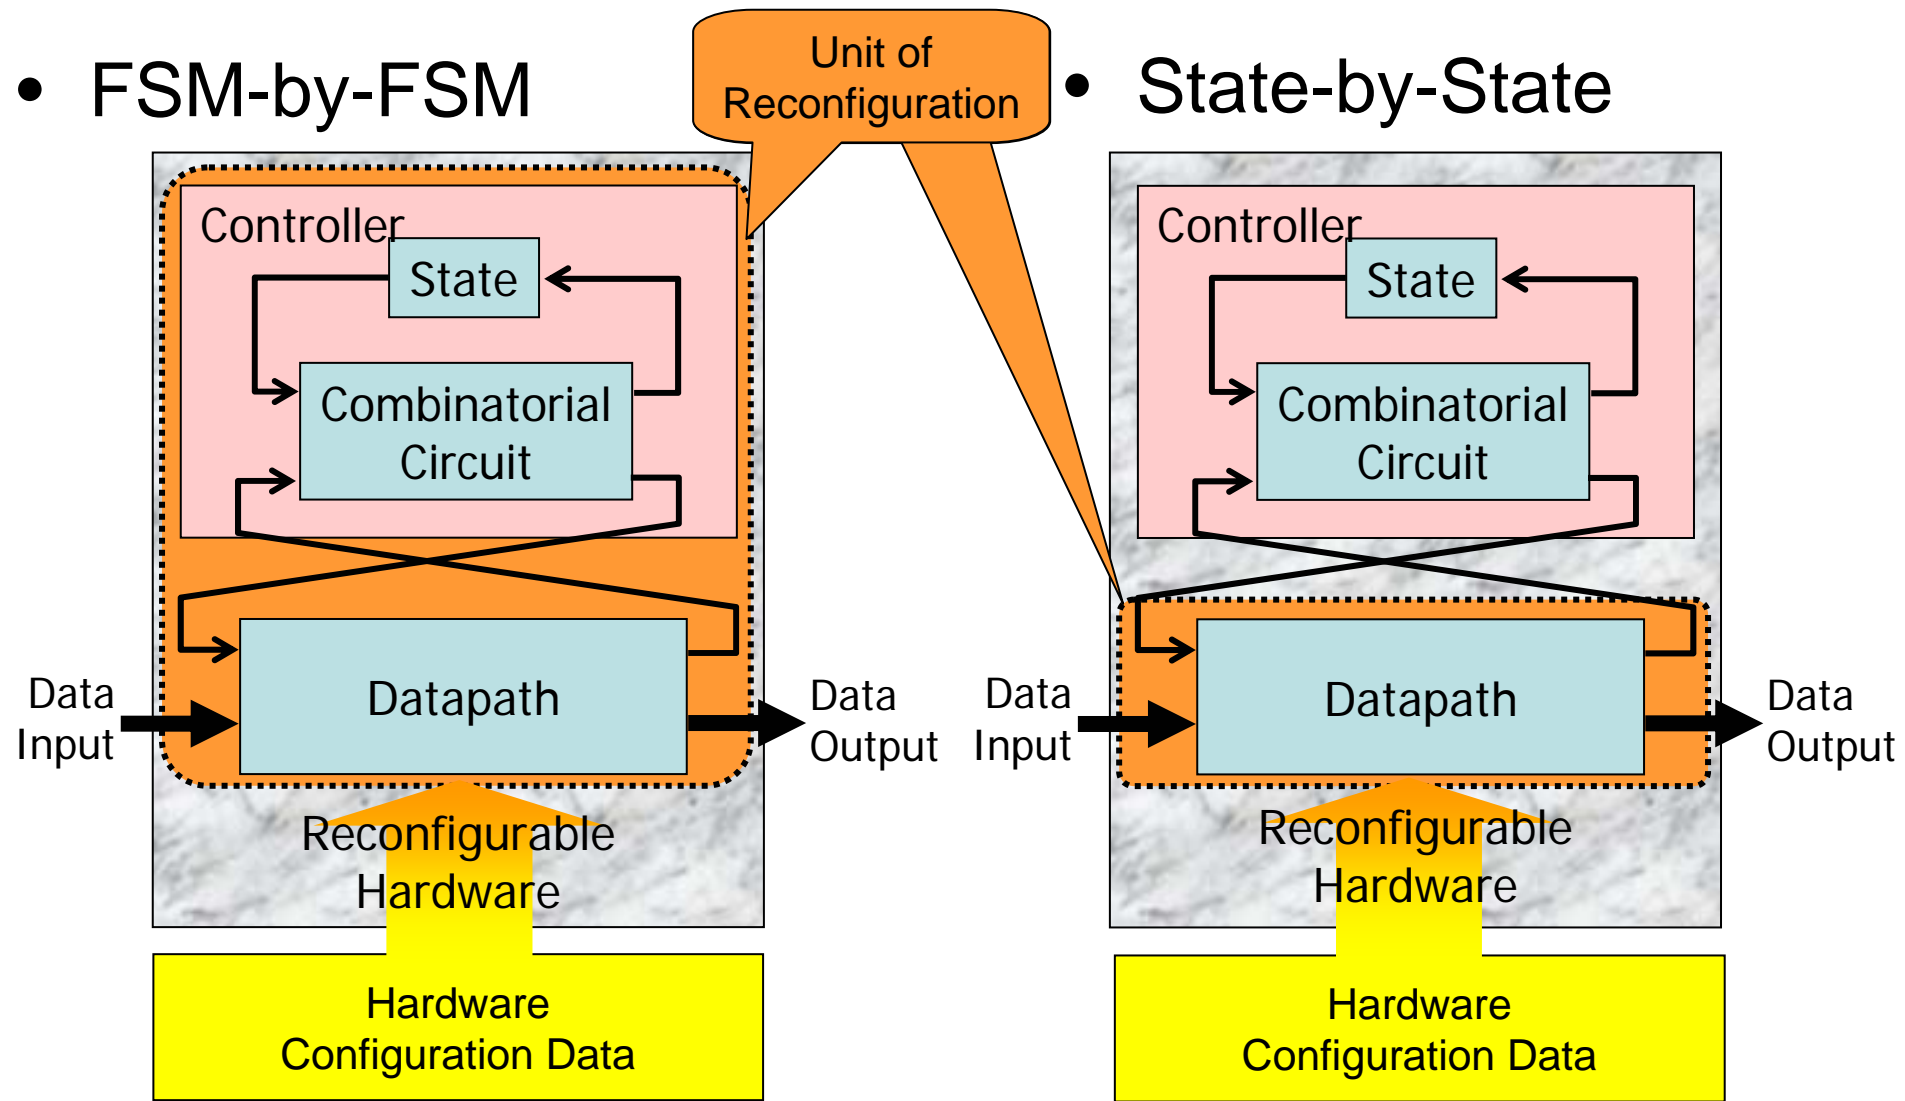 • FSM-by-FSM
Unit of
Reconfiguration
• State-by-State
Controller
State
Combinatorial
Circuit
Data
Input
Datapath
Data
Output
Reconfigurable
Hardware
Hardware
Configuration Data
Controller
State
Combinatorial
Circuit
Data
Input
Datapath
Data
Output
Reconfigurable
Hardware
Hardware
Configuration Data